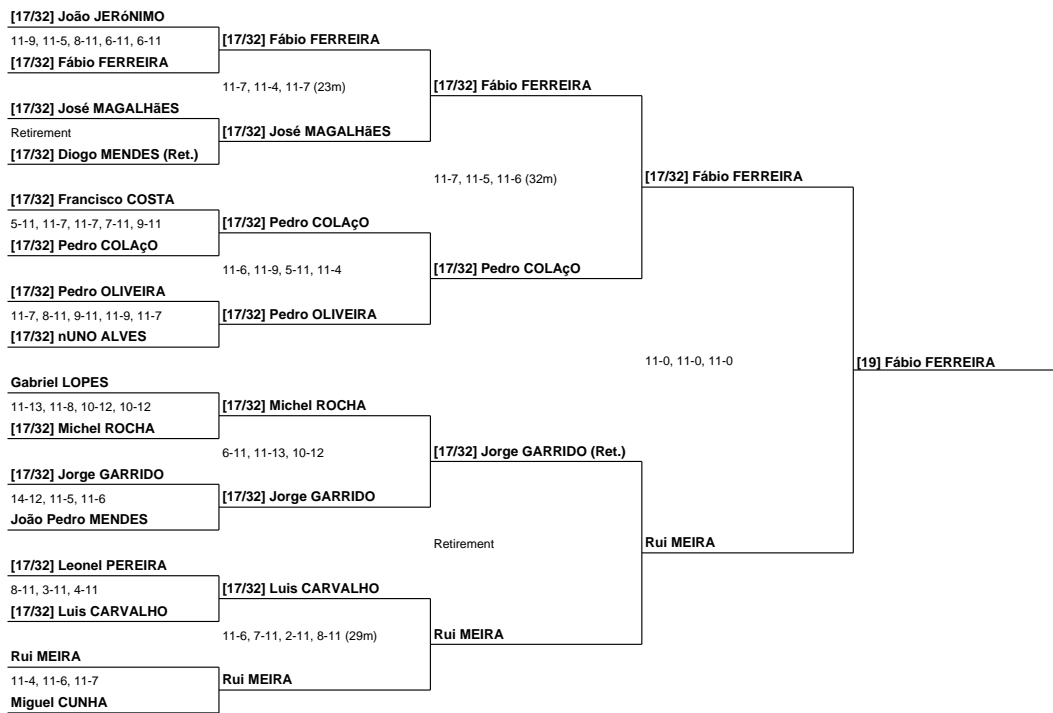 [17/32] João JERóNIMO
11-9, 11-5, 8-11, 6-11, 6-11
[17/32] Fábio FERREIRA
[17/32] José MAGALHãES
Retirement
[17/32] Diogo MENDES (Ret.)
[17/32] Francisco COSTA
5-11, 11-7, 11-7, 7-11, 9-11
[17/32] Pedro COLAçO
[17/32] Pedro OLIVEIRA
11-7, 8-11, 9-11, 11-9, 11-7
[17/32] nUNO ALVES
Gabriel LOPES
11-13, 11-8, 10-12, 10-12
[17/32] Michel ROCHA
[17/32] Jorge GARRIDO
14-12, 11-5, 11-6
João Pedro MENDES
[17/32] Leonel PEREIRA
8-11, 3-11, 4-11
[17/32] Luis CARVALHO
Rui MEIRA
11-4, 11-6, 11-7
Miguel CUNHA
[17/32] Fábio FERREIRA
11-7, 11-4, 11-7 (23m)
[17/32] José MAGALHãES
[17/32] Pedro COLAçO
11-6, 11-9, 5-11, 11-4
[17/32] Pedro OLIVEIRA
[17/32] Michel ROCHA
6-11, 11-13, 10-12
[17/32] Jorge GARRIDO
[17/32] Luis CARVALHO
11-6, 7-11, 2-11, 8-11 (29m)
Rui MEIRA
[17/32] Fábio FERREIRA
11-7, 11-5, 11-6 (32m)
[17/32] Pedro COLAçO
[17/32] Jorge GARRIDO (Ret.)
Retirement
Rui MEIRA
[17/32] Fábio FERREIRA
11-0, 11-0, 11-0
Rui MEIRA
[19] Fábio FERREIRA